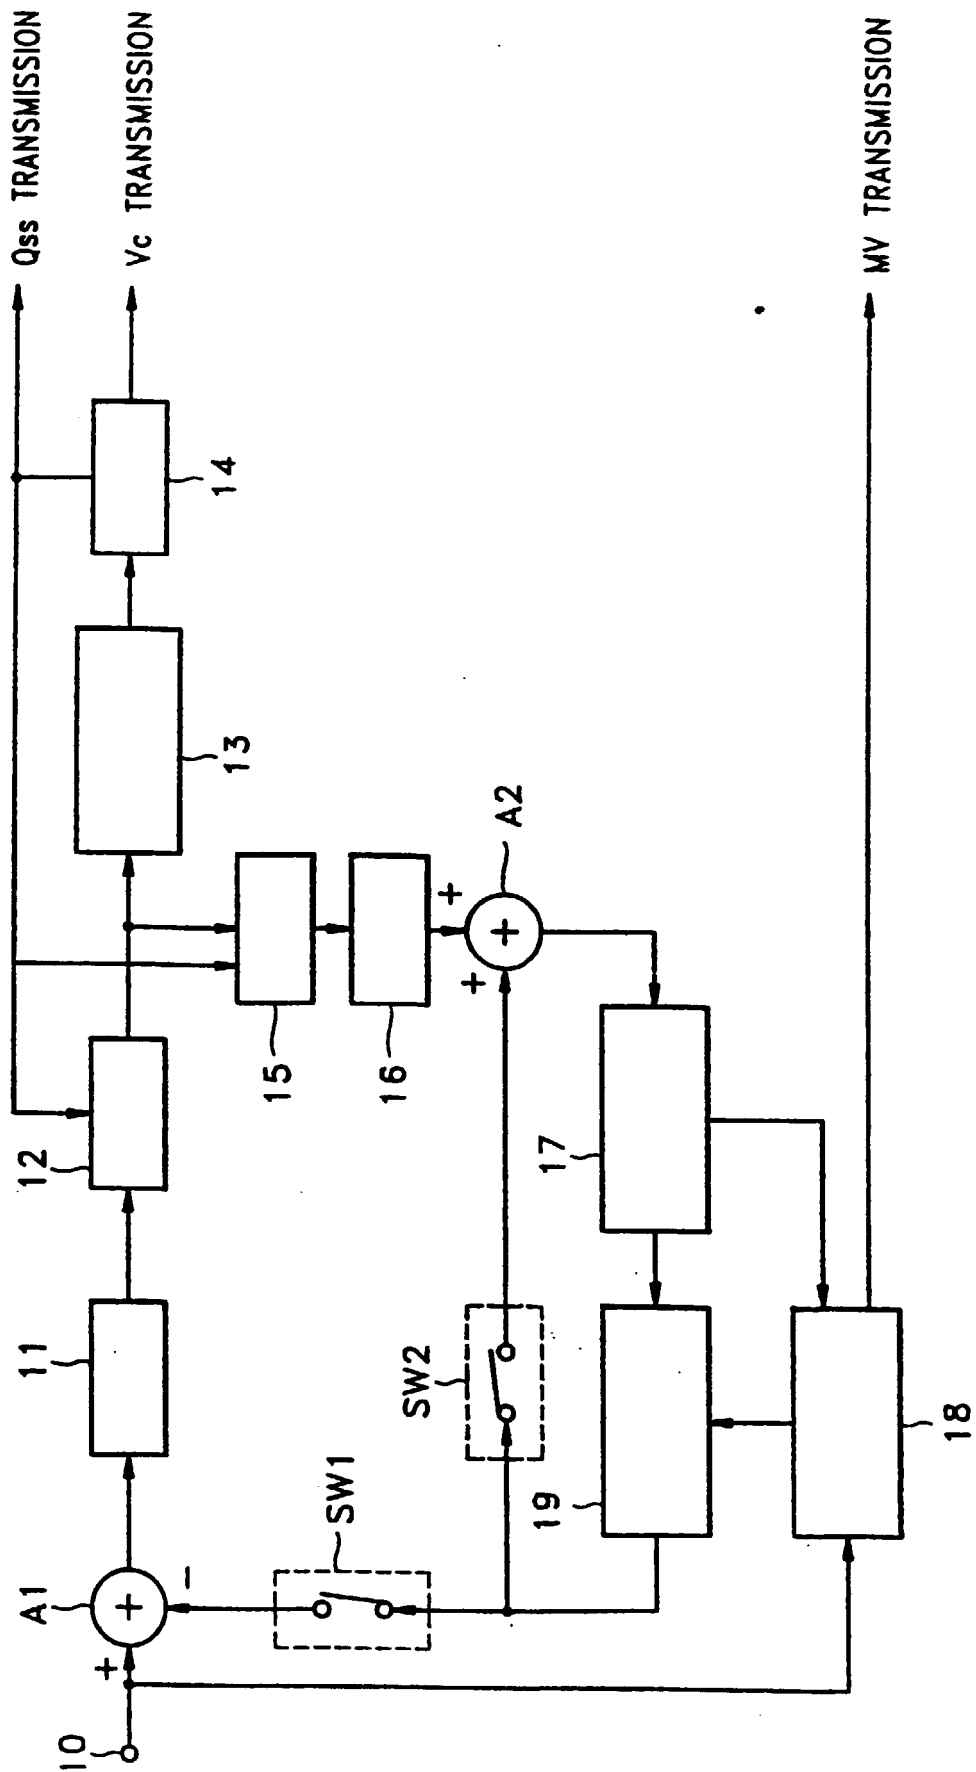 Qss TRANSMISSION
Vc TRANSMISSION
MV TRANSMISSION
10
+
A1
+
−
11
12
13
14
15
16
+
+
A2
+
SW1
SW2
17
18
19